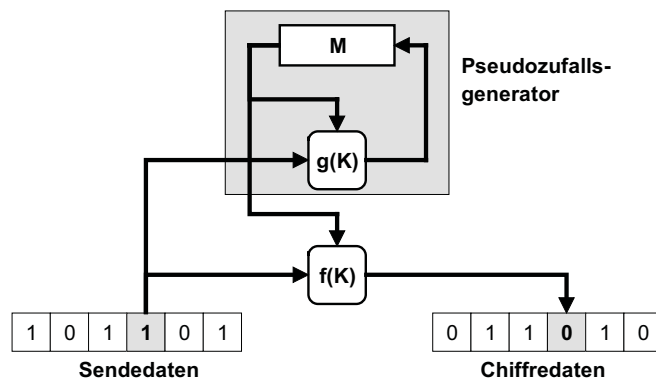 M
Pseudozufalls-
generator
g(K)
f(K)
1 0 1 1 0 1
0 1 1 0 1 0
Sendedaten
Chiffredaten